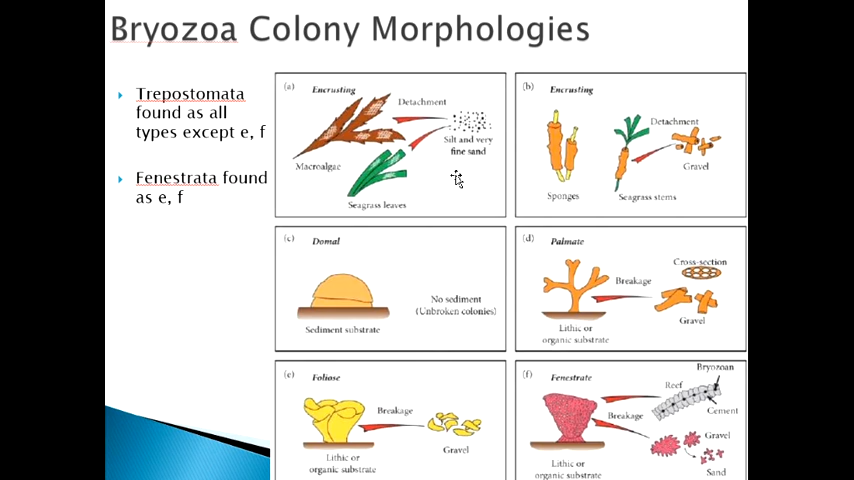 Bryozoa Colony Morphologies
Trepostomata
found as all
types except e, f
Fenestrata found
as e, f
(a)
Encrusting
Detachment
Silt and very
fine sand
Macroalgae
Seagrass leaves
(b)
Encrusting
Detachment
Gravel
Sponges
Seagrass stems
(c)
Domal
No sediment
(Unbroken colonies)
Sediment substrate
(d)
Palmate
Cross-section
Breakage
Gravel
Lithic or
organic substrate
(e)
Foliose
Breakage
Gravel
Lithic or
organic substrate
(f)
Fenestrate
Bryozoan
Reef
Cement
Breakage
Gravel
Sand
Lithic or
organic substrate